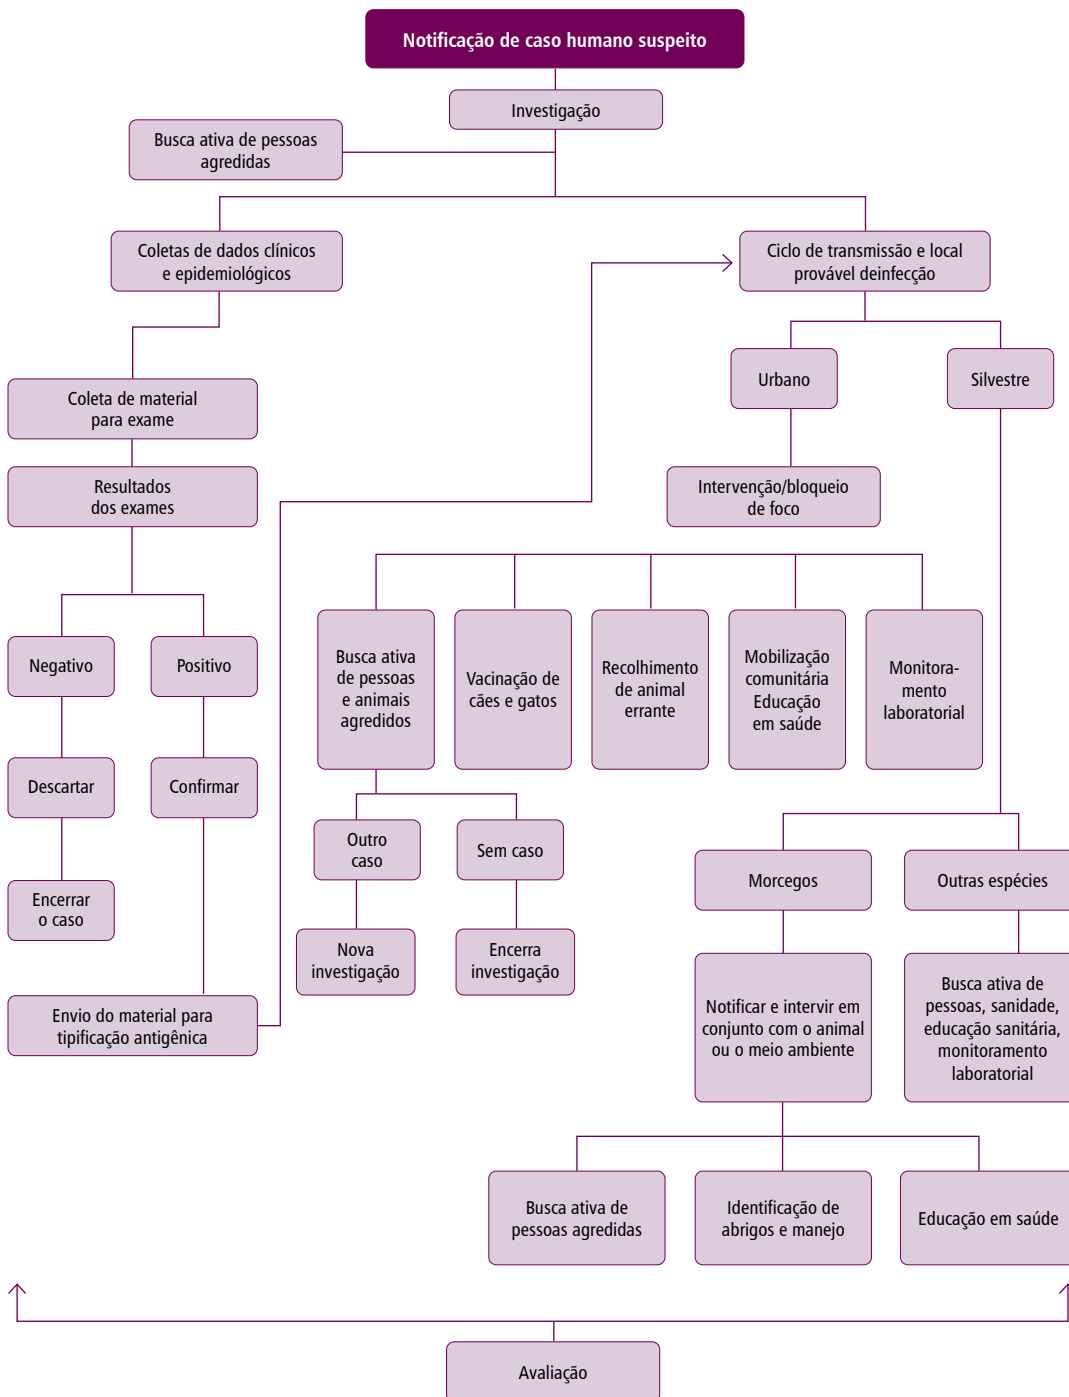 Notificação de caso humano suspeito
Investigação
Busca ativa de pessoas
agredidas
Coletas de dados clínicos
e epidemiológicos
Ciclo de transmissão e local
provável deinfecção
Urbano
Silvestre
Coleta de material
para exame
Resultados
dos exames
Intervenção/bloqueio
de foco
Negativo
Positivo
Busca ativa
de pessoas
e animais
agredidos
Vacinação de
cães e gatos
Recolhimento
de animal
errante
Mobilização
comunitária
Educação
em saúde
Monitora-
mento
laboratorial
Descartar
Confirmar
Outro
caso
Sem caso
Morcegos
Outras espécies
Encerrar
o caso
Nova
investigação
Encerra
investigação
Envio do material para
tipificação antigênica
Notificar e intervir em
conjunto com o animal
ou o meio ambiente
Busca ativa de
pessoas, sanidade,
educação sanitária,
monitoramento
laboratorial
Busca ativa de
pessoas agredidas
Identificação de
abrigos e manejo
Educação em saúde
Avaliação